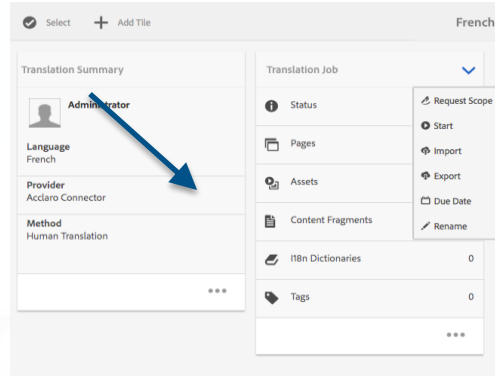 Select
Add Tile
French
Translation Summary
Administrator
Language
French
Provider
Acclaro Connector
Method
Human Translation
Translation Job
Status
Pages
Assets
Content Fragments
I18n Dictionaries 0
Tags 0
Request Scope
Start
Import
Export
Due Date
Rename